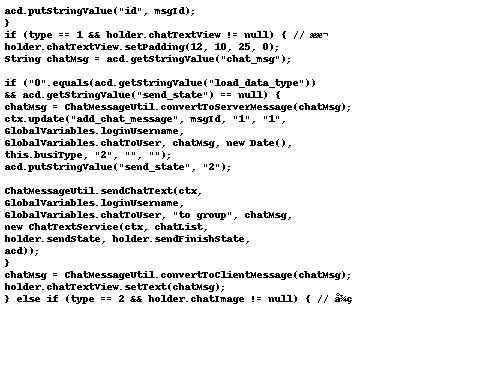 acd.putStringValue("id", msgId);
}
if (type == 1 && holder.chatTextView != null) { // ææ¬
holder.chatTextView.setPadding(12, 10, 25, 0);
String chatMsg = acd.getStringValue("chat_msg");
if ("0".equals(acd.getStringValue("load_data_type"))
&& acd.getStringValue("send_state") == null) {
chatMsg = ChatMessageUtil.convertToServerMessage(chatMsg);
ctx.update("add_chat_message", msgId, "1", "1",
GlobalVariables.loginUsername,
GlobalVariables.chatToUser, chatMsg, new Date(),
this.busiType, "2", "", "");
acd.putStringValue("send_state", "2");
ChatMessageUtil.sendChatText(ctx,
GlobalVariables.loginUsername,
GlobalVariables.chatToUser, "to group", chatMsg,
new ChatTextService(ctx, chatList,
holder.sendState, holder.sendFinishState,
acd));
}
chatMsg = ChatMessageUtil.convertToClientMessage(chatMsg);
holder.chatTextView.setText(chatMsg);
} else if (type == 2 && holder.chatImage != null) { //